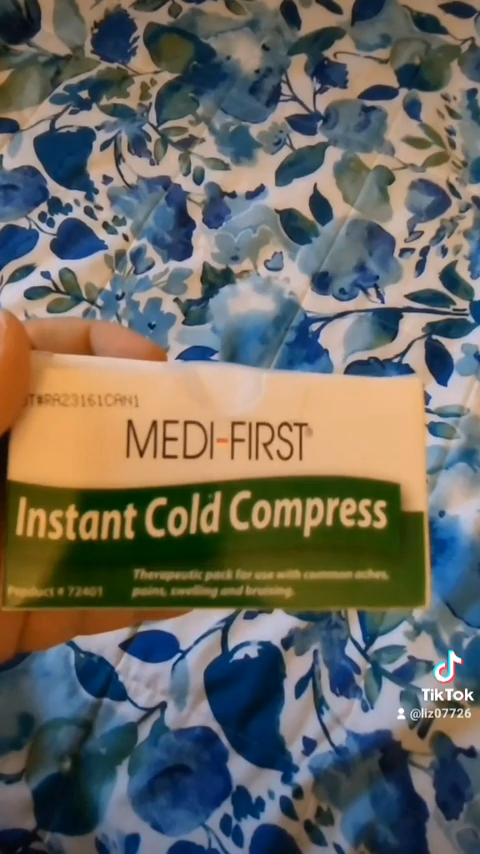 T#RA23161CAN1
MEDI-FIRST®
Instant Cold Compress
Therapeutic pack for use with common aches,
Product # 72401
pains, swelling and bruising.
TikTok
@liz07726